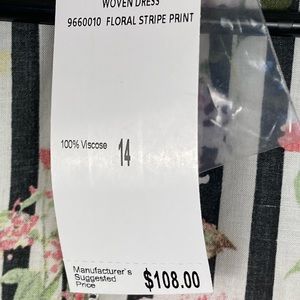 WOVEN DRESS
9660010 FLORAL STRIPE PRINT
100% Viscose 14
Manufacturer's
Suggested
Price
$108.00